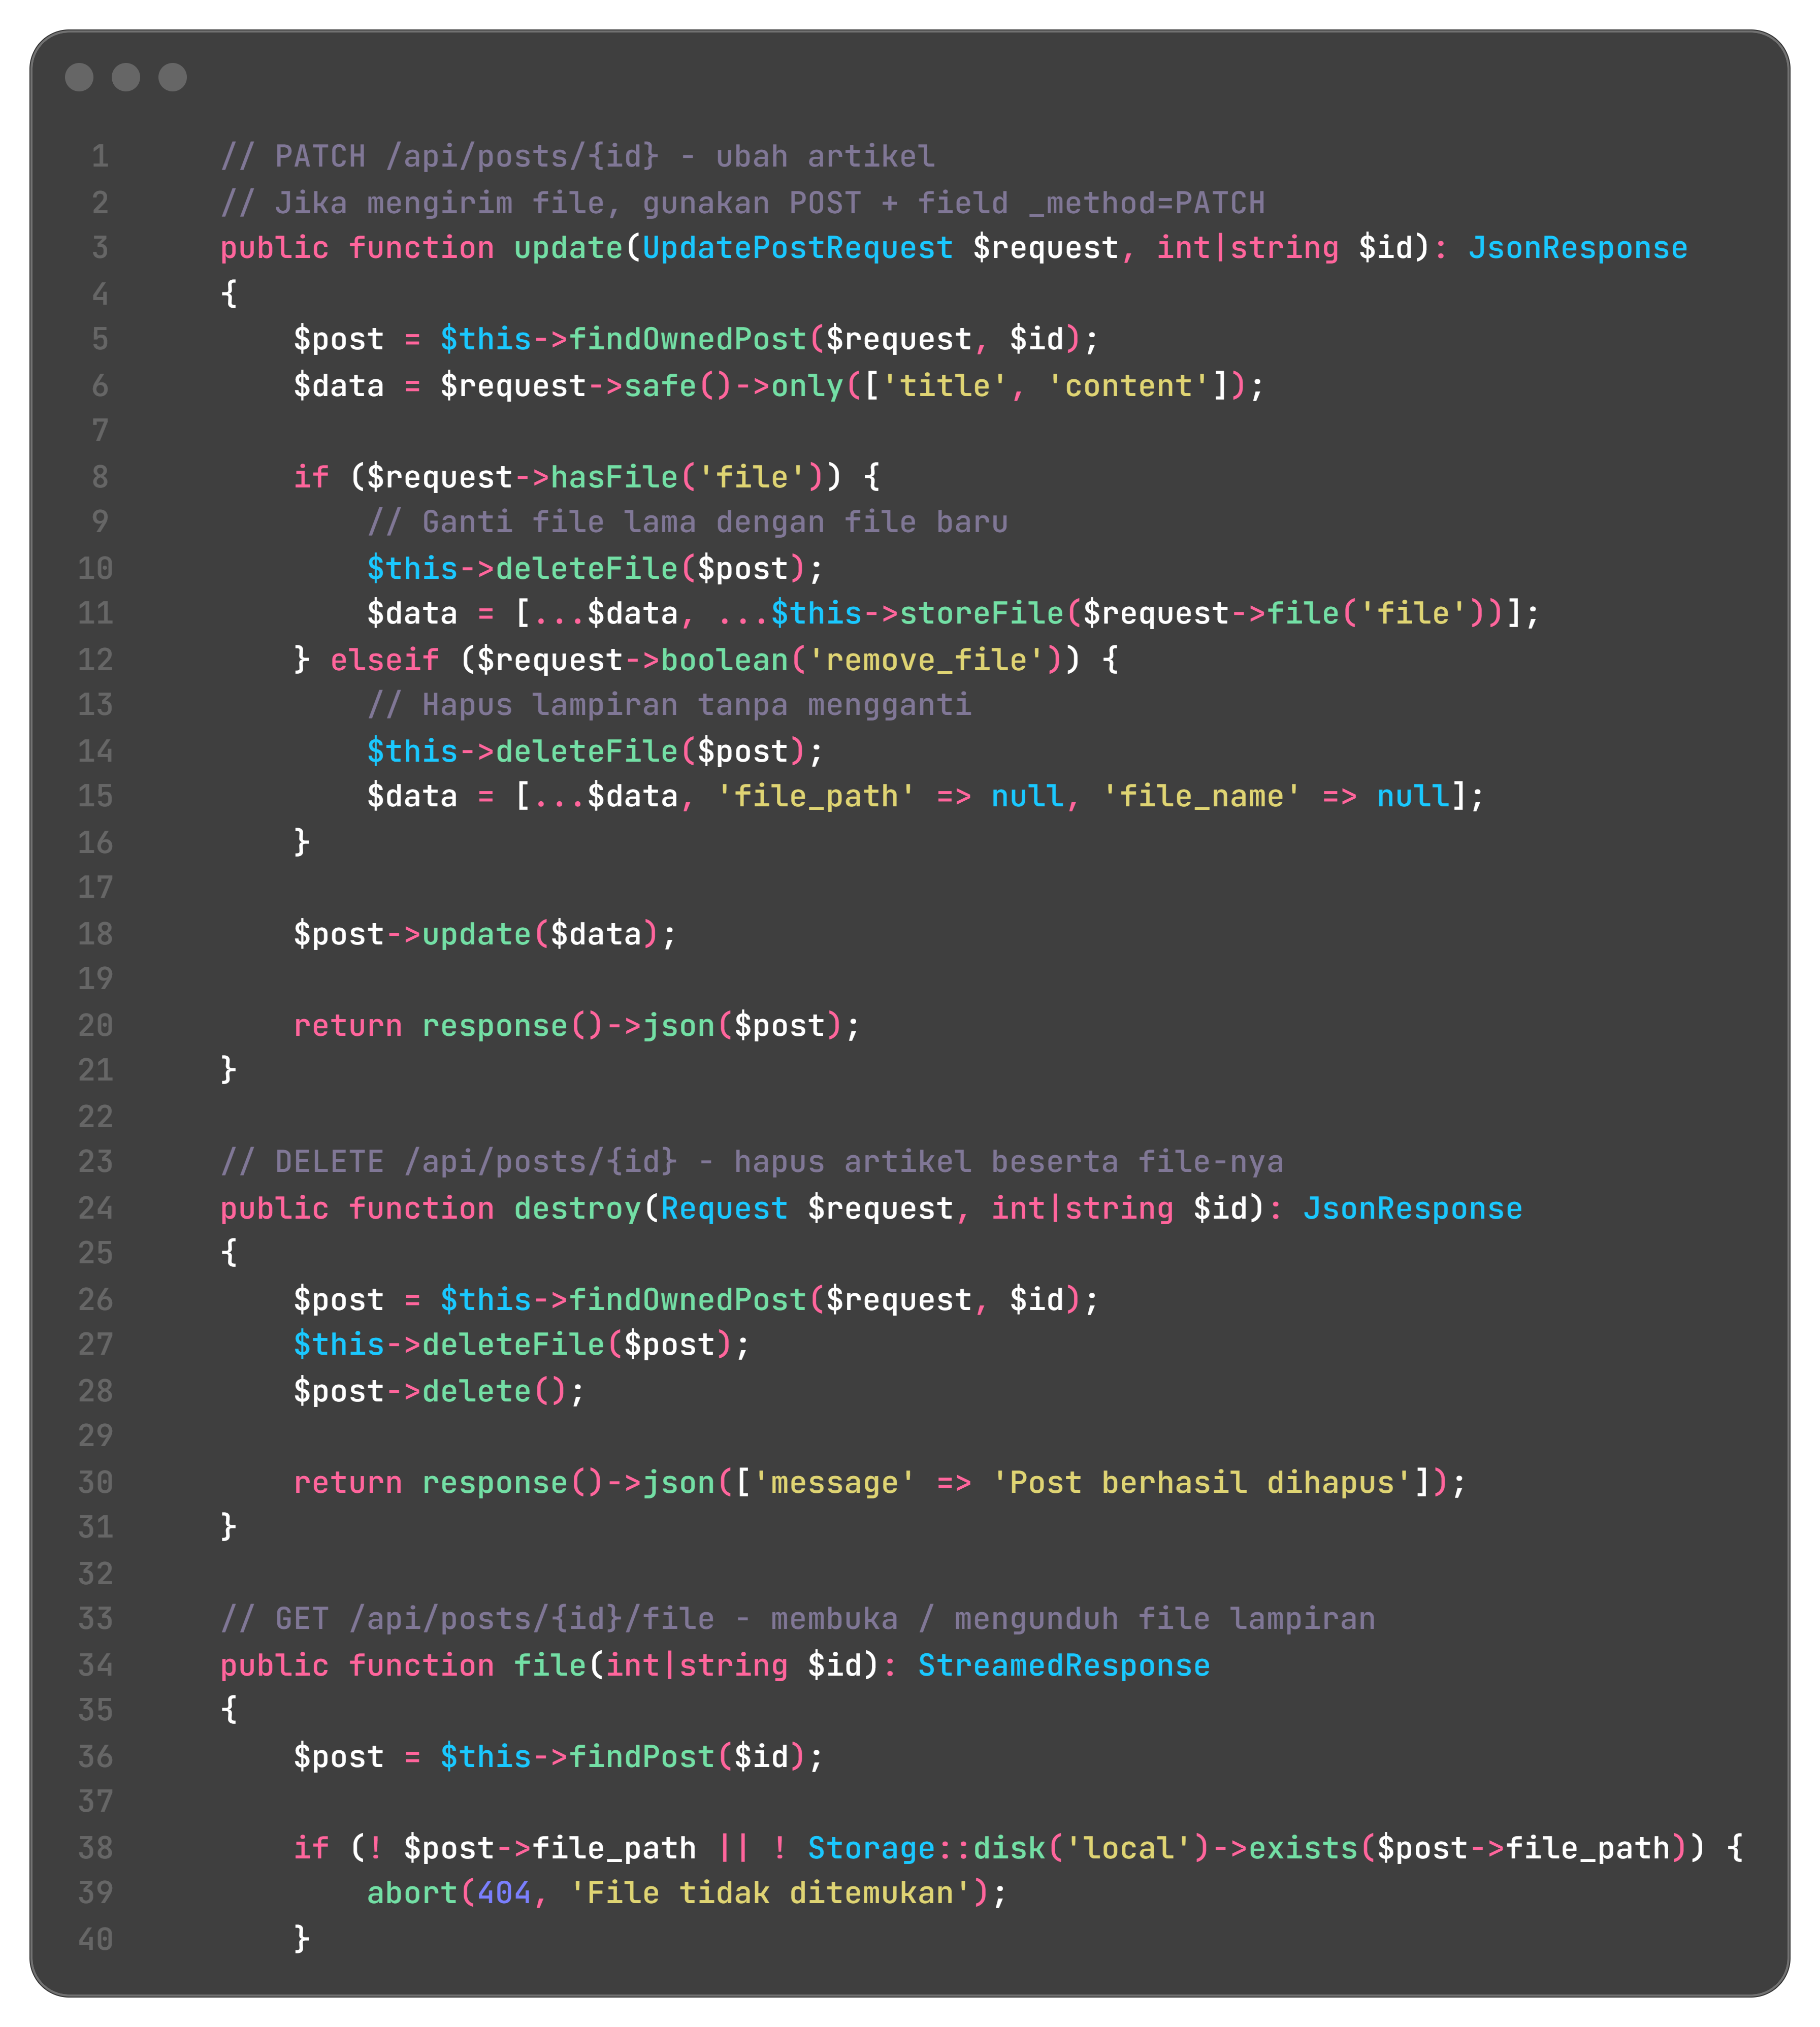 1 // PATCH /api/posts/{id} - ubah artikel
2 // Jika mengirim file, gunakan POST + field _method=PATCH
3 public function update(UpdatePostRequest $request, int|string $id): JsonResponse
4 {
5     $post = $this->findOwnedPost($request, $id);
6     $data = $request->safe()->only(['title', 'content']);
7
8     if ($request->hasFile('file')) {
9         // Ganti file lama dengan file baru
10         $this->deleteFile($post);
11         $data = [...$data, ...$this->storeFile($request->file('file'))];
12     } elseif ($request->boolean('remove_file')) {
13         // Hapus lampiran tanpa mengganti
14         $this->deleteFile($post);
15         $data = [...$data, 'file_path' => null, 'file_name' => null];
16     }
17
18     $post->update($data);
19
20     return response()->json($post);
21 }
22
23 // DELETE /api/posts/{id} - hapus artikel beserta file-nya
24 public function destroy(Request $request, int|string $id): JsonResponse
25 {
26     $post = $this->findOwnedPost($request, $id);
27     $this->deleteFile($post);
28     $post->delete();
29
30     return response()->json(['message' => 'Post berhasil dihapus']);
31 }
32
33 // GET /api/posts/{id}/file - membuka / mengunduh file lampiran
34 public function file(int|string $id): StreamedResponse
35 {
36     $post = $this->findPost($id);
37
38     if (! $post->file_path || ! Storage::disk('local')->exists($post->file_path)) {
39         abort(404, 'File tidak ditemukan');
40     }